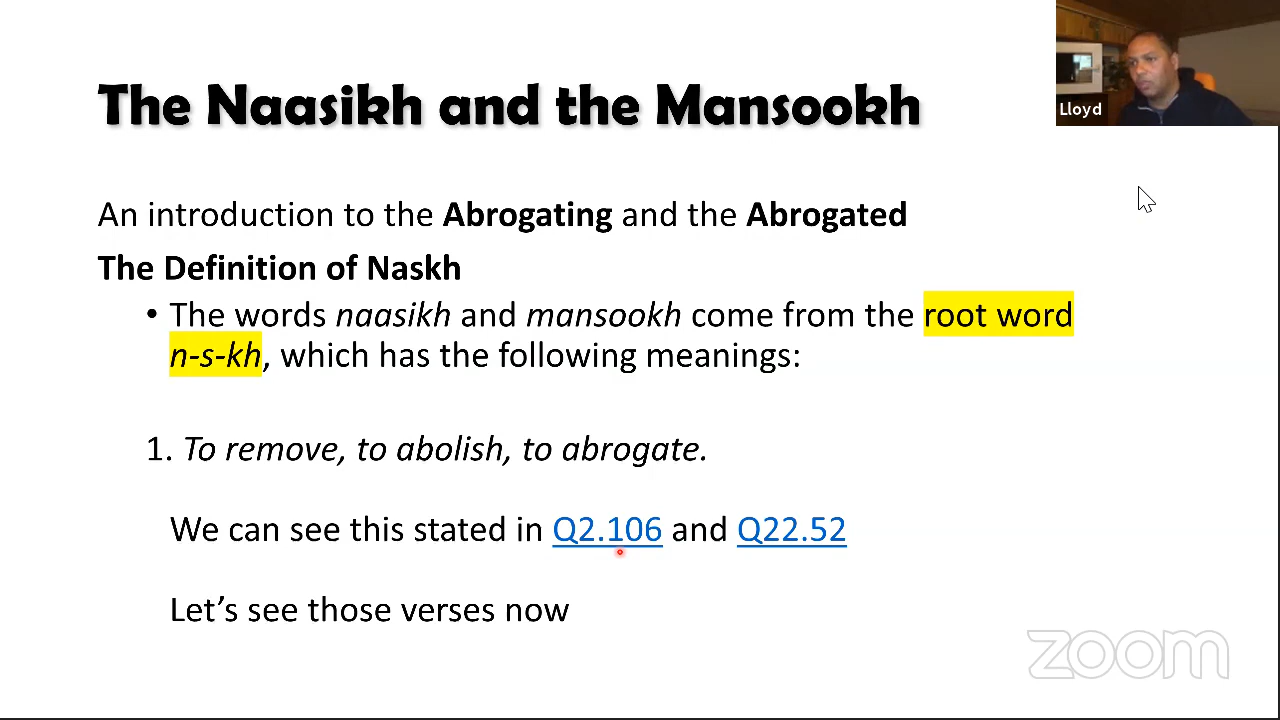 Lloyd
The Naasikh and the Mansookh
An introduction to the Abrogating and the Abrogated
The Definition of Naskh
• The words naasikh and mansookh come from the root word
n-s-kh, which has the following meanings:
1. To remove, to abolish, to abrogate.
We can see this stated in Q2.106 and Q22.52
Let’s see those verses now
zoom